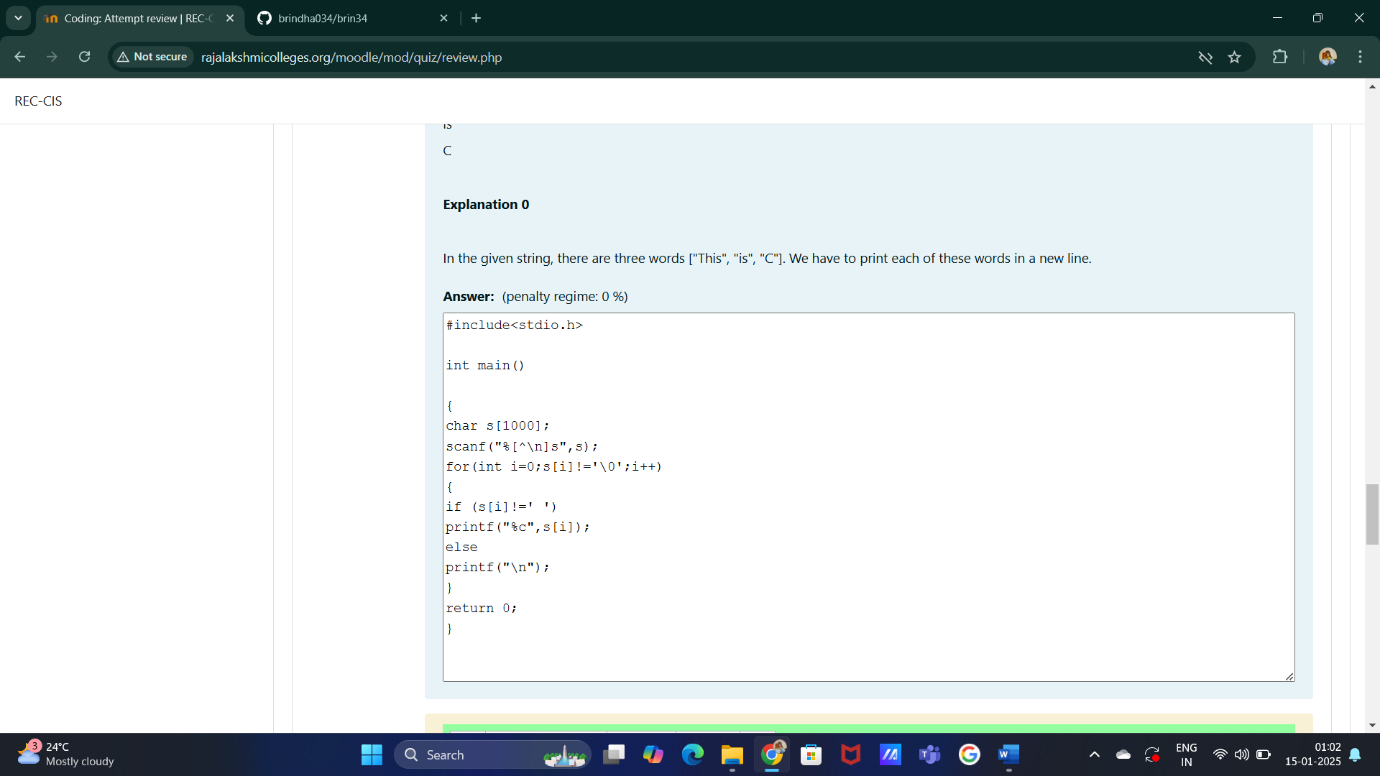 Coding: Attempt review | REC-C
brindha034/brin34
Not secure
rajalakshmicolleges.org/moodle/mod/quiz/review.php
REC-CIS
is
C
Explanation 0
In the given string, there are three words ["This", "is", "C"]. We have to print each of these words in a new line.
Answer: (penalty regime: 0 %)
#include<stdio.h>
int main()
{
char s[1000];
scanf("%[^\n]s",s);
for(int i=0;s[i]!='\0';i++)
{
if (s[i]!=' ')
printf("%c",s[i]);
else
printf("\n");
}
return 0;
}
3
24°C
Mostly cloudy
Search
ENG
IN
01:02
15-01-2025